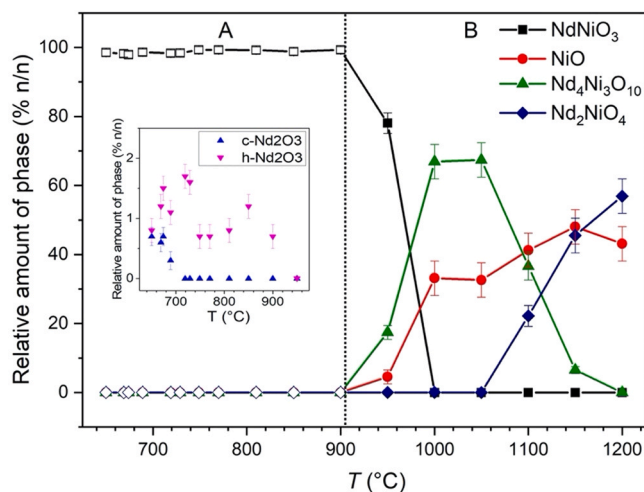 A
B
NdNiO₃
NiO
Nd₄Ni₃O₁₀
Nd₂NiO₄
Relative amount of phase (% n/n)
100
80
60
40
20
0
c-Nd2O3
h-Nd2O3
Relative amount of phase (% n/n)
2
1
0
700
800
900
T (°C)
700
800
900
1000
1100
1200
T (°C)